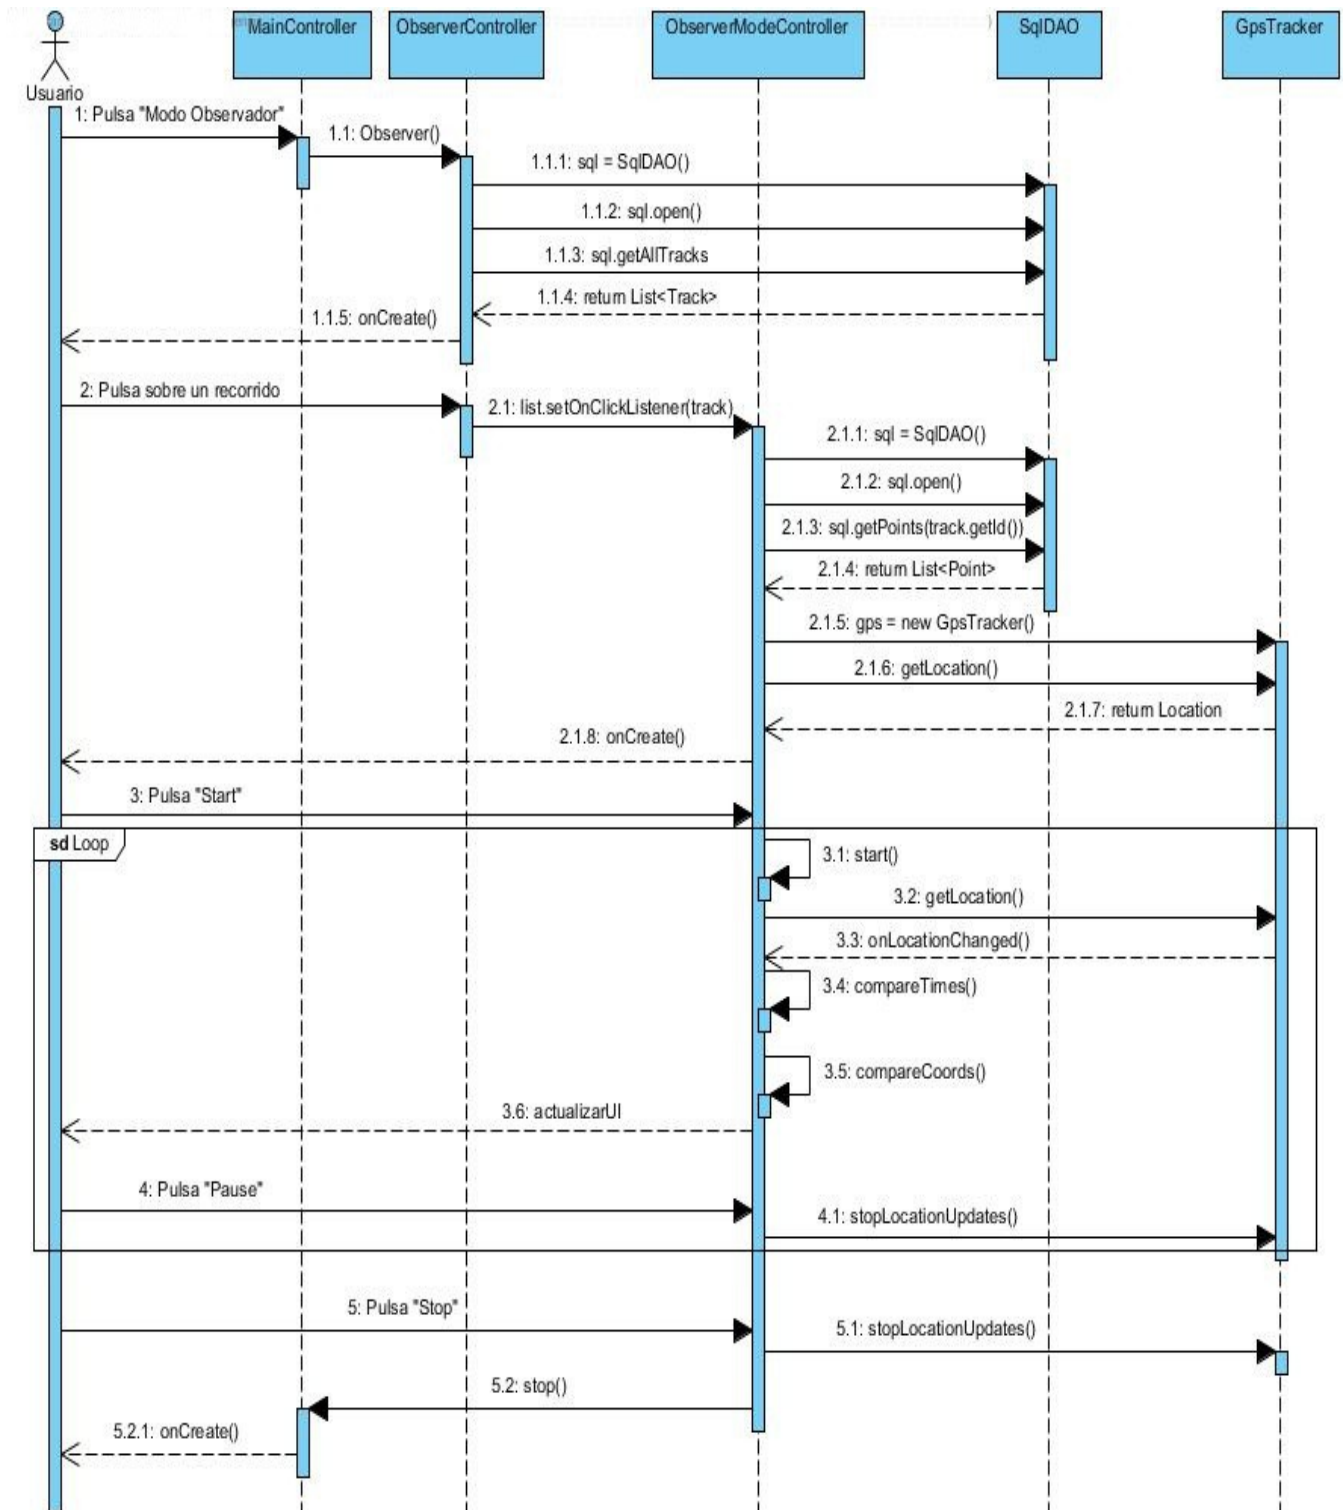 MainController
ObserverController
ObserverModeController
SqlDAO
GpsTracker
Usuario
1: Pulsa "Modo Observador"
1.1: Observer()
1.1.1: sql = SqlDAO()
1.1.2: sql.open()
1.1.3: sql.getAllTracks
1.1.4: return List<Track>
1.1.5: onCreate()
2: Pulsa sobre un recorrido
2.1: list.setOnClickListener(track)
2.1.1: sql = SqlDAO()
2.1.2: sql.open()
2.1.3: sql.getPoints(track.getId())
2.1.4: return List<Point>
2.1.5: gps = new GpsTracker()
2.1.6: getLocation()
2.1.7: return Location
2.1.8: onCreate()
3: Pulsa "Start"
sd Loop
3.1: start()
3.2: getLocation()
3.3: onLocationChanged()
3.4: compareTimes()
3.5: compareCoords()
3.6: actualizarUI
4: Pulsa "Pause"
4.1: stopLocationUpdates()
5: Pulsa "Stop"
5.1: stopLocationUpdates()
5.2: stop()
5.2.1: onCreate()